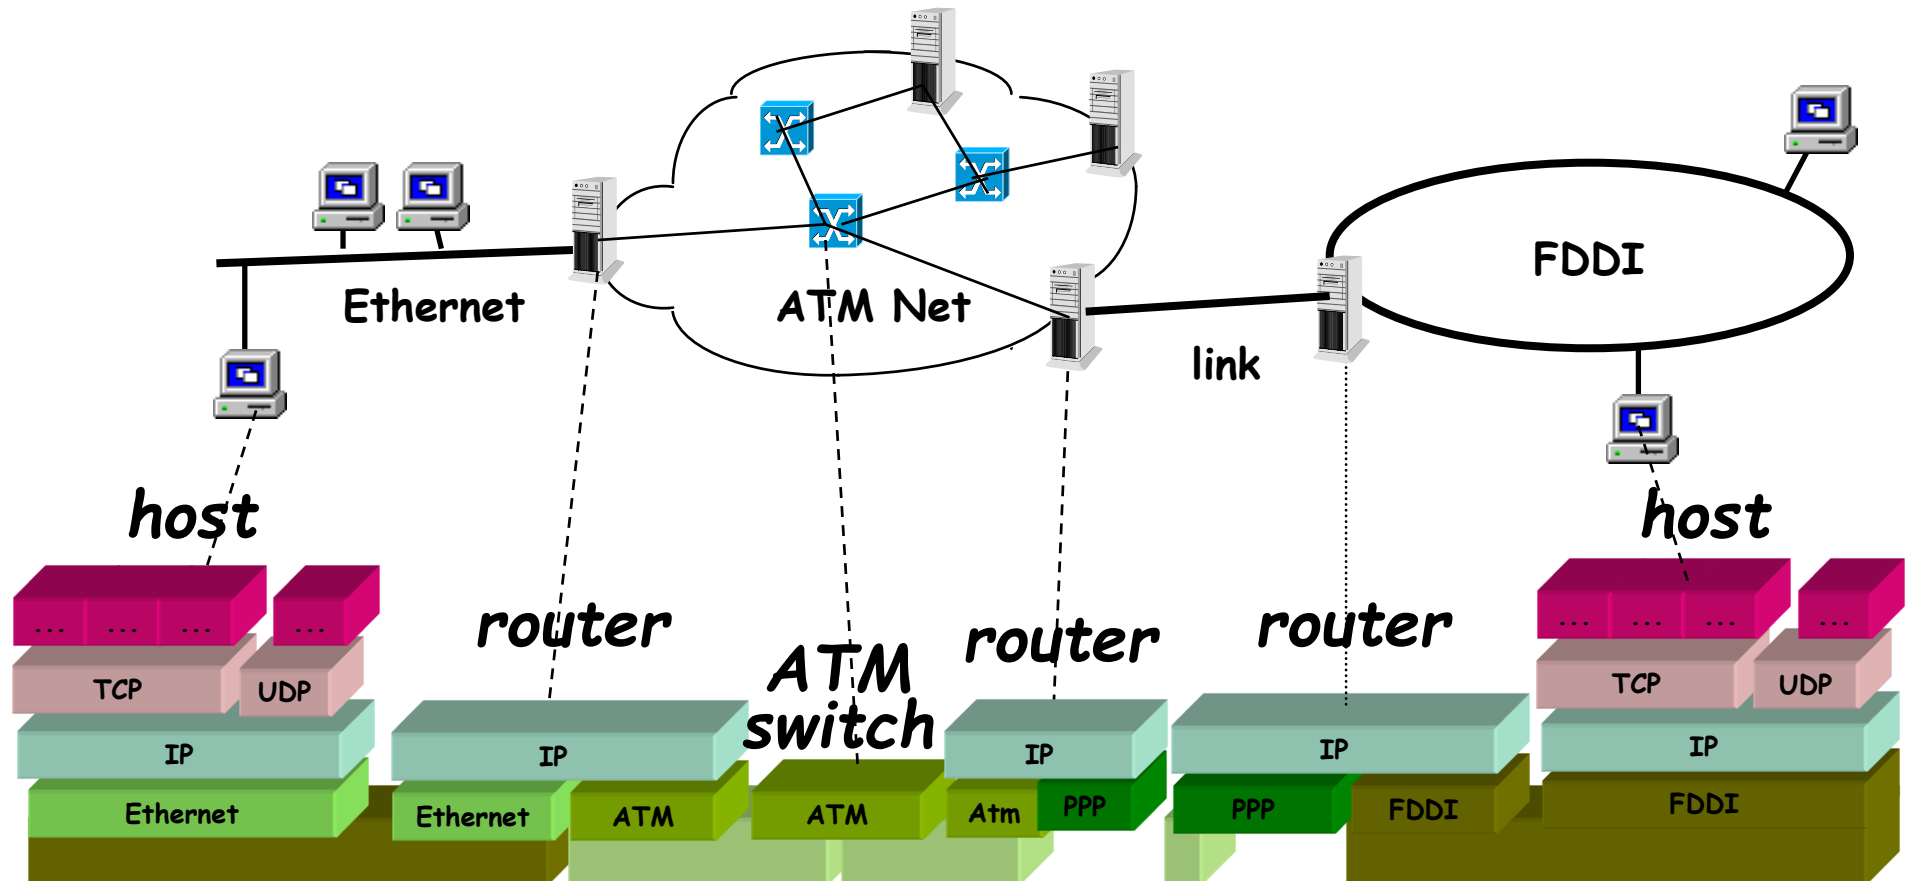 FDDI
Ethernet
ATM Net
link
host
host
router
router
router
ATM
switch
... ... ... ...
... ... ... ...
TCP UDP
TCP UDP
IP
IP
IP
IP
IP
Ethernet
Ethernet
ATM
ATM
Atm
PPP
PPP
FDDI
FDDI